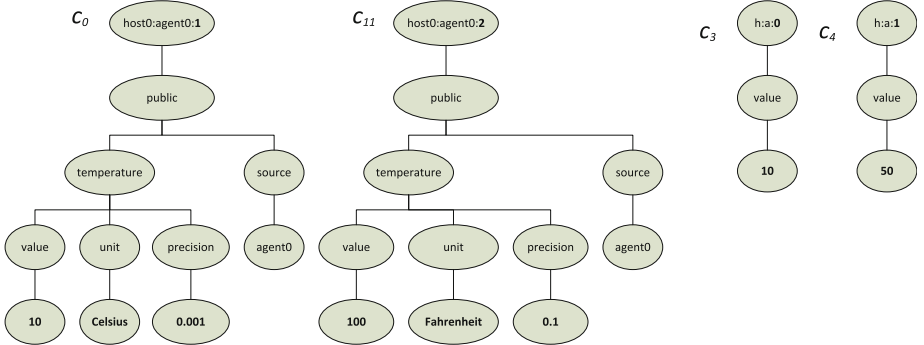 C0 host0:agent0:1 C11 host0:agent0:2 C3 h:a:0 C4 h:a:1
public public value value
temperature source temperature source 10 50
value unit precision agent0 value unit precision agent0
10 Celsius 0.001 100 Fahrenheit 0.1